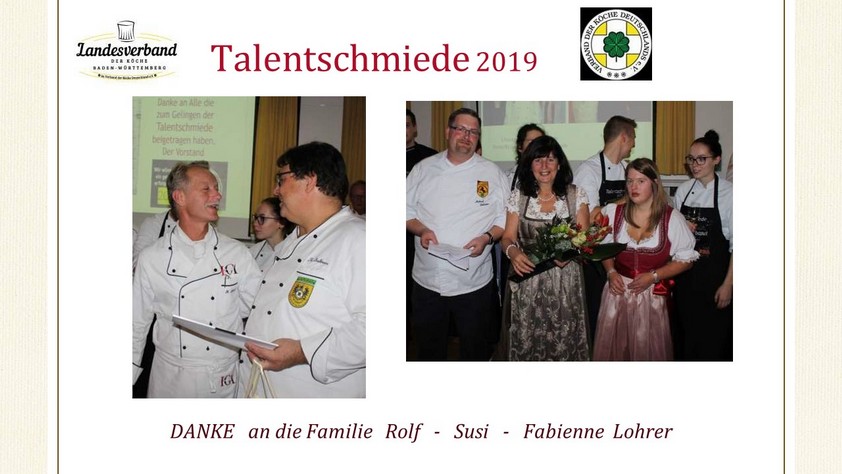 Landesverband
DER KÖCHE
BADEN-WÜRTTEMBERG
Talentschmiede 2019
VERBAND DER KÖCHE DEUTSCHLANDS e.V.
Danke an Alle die
zum Gelingen der
Talentschmiede
beigetragen haben.
Der Vorstand
DANKE an die Familie Rolf - Susi - Fabienne Lohrer